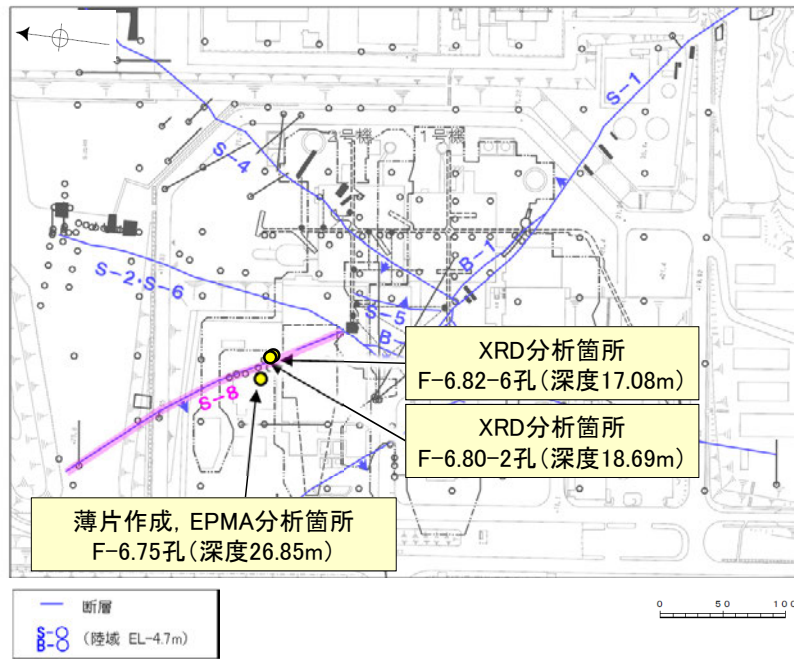 S-1
2号機
1号機
S-4
B-1
S-2・S-6
S-5
B-
XRD分析箇所
F-6.82-6孔(深度17.08m)
S-8
XRD分析箇所
F-6.80-2孔(深度18.69m)
薄片作成, EPMA分析箇所
F-6.75孔(深度26.85m)
断層
S-○
B-○ (陸域 EL-4.7m)
0 50 100